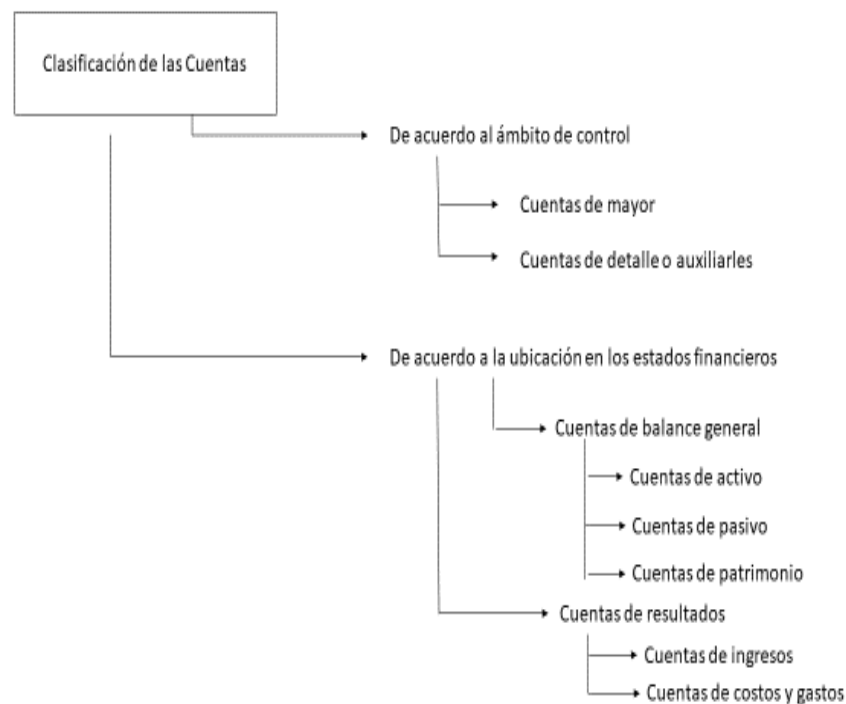 Clasificación de las Cuentas
De acuerdo al ámbito de control
Cuentas de mayor
Cuentas de detalle o auxiliarles
De acuerdo a la ubicación en los estados financieros
Cuentas de balance general
Cuentas de activo
Cuentas de pasivo
Cuentas de patrimonio
Cuentas de resultados
Cuentas de ingresos
Cuentas de costos y gastos